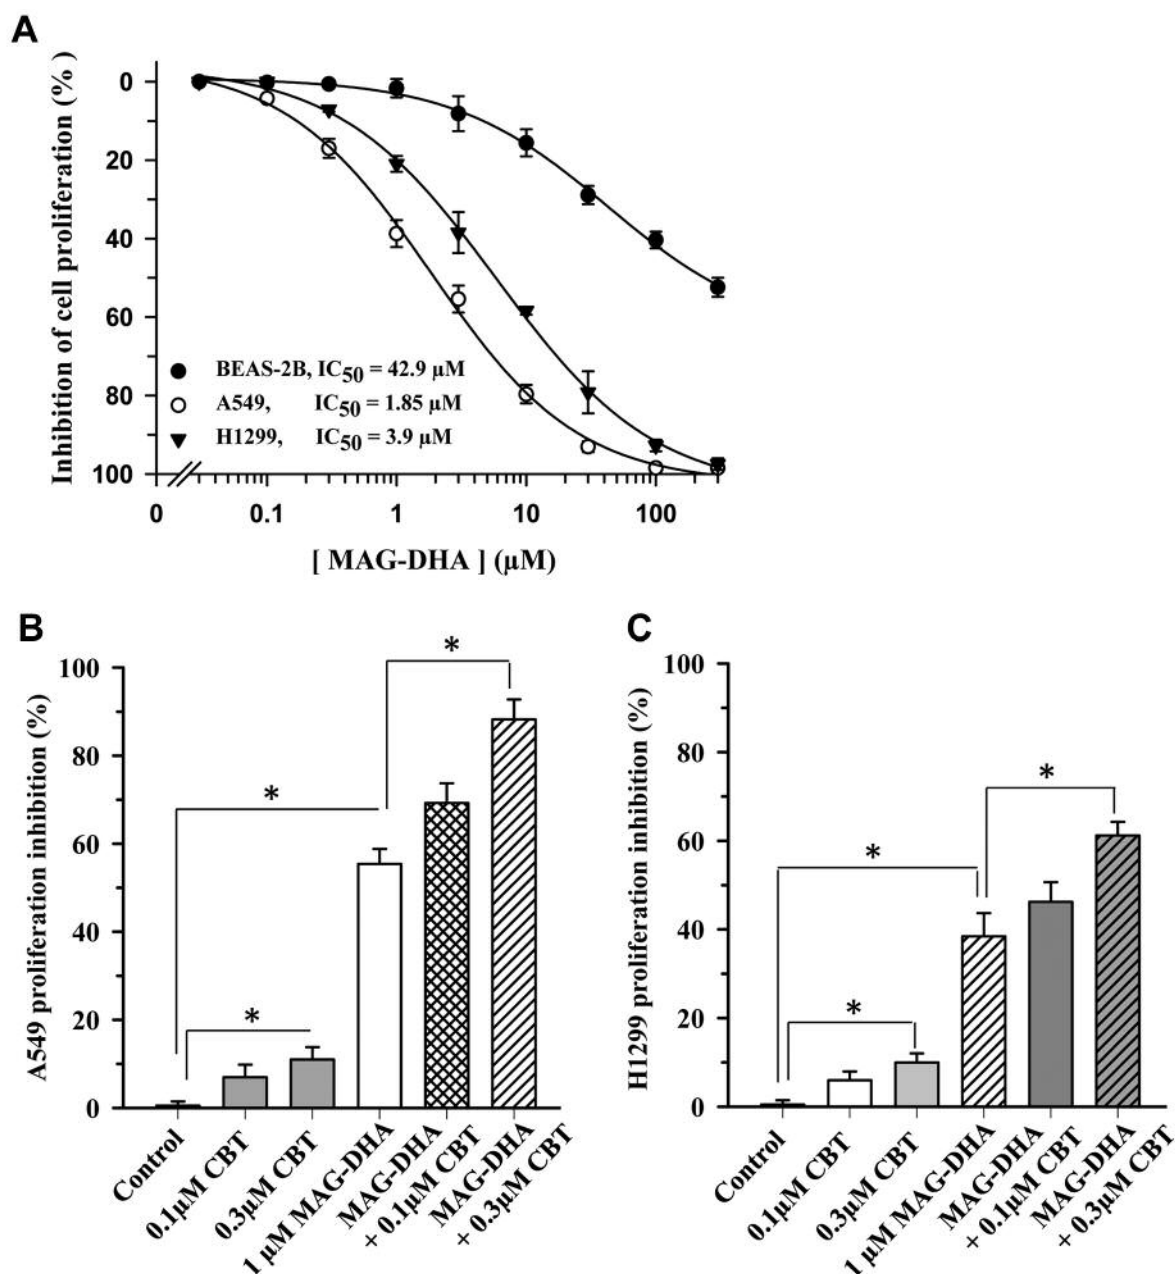 A
Inhibition of cell proliferation (% )
0
20
40
60
80
100
BEAS-2B, IC50 = 42.9 µM
A549, IC50 = 1.85 µM
H1299, IC50 = 3.9 µM
0 0.1 1 10 100
[ MAG-DHA ] (µM)
B
A549 proliferation inhibition (%)
100
80
60
40
20
0
*
*
*
Control
0.1µM CBT
0.3µM CBT
1 µM MAG-DHA
MAG-DHA
+ 0.1µM CBT
MAG-DHA
+ 0.3µM CBT
C
H1299 proliferation inhibition (%)
100
80
60
40
20
0
*
*
*
Control
0.1µM CBT
0.3µM CBT
1 µM MAG-DHA
MAG-DHA
+ 0.1µM CBT
MAG-DHA
+ 0.3µM CBT